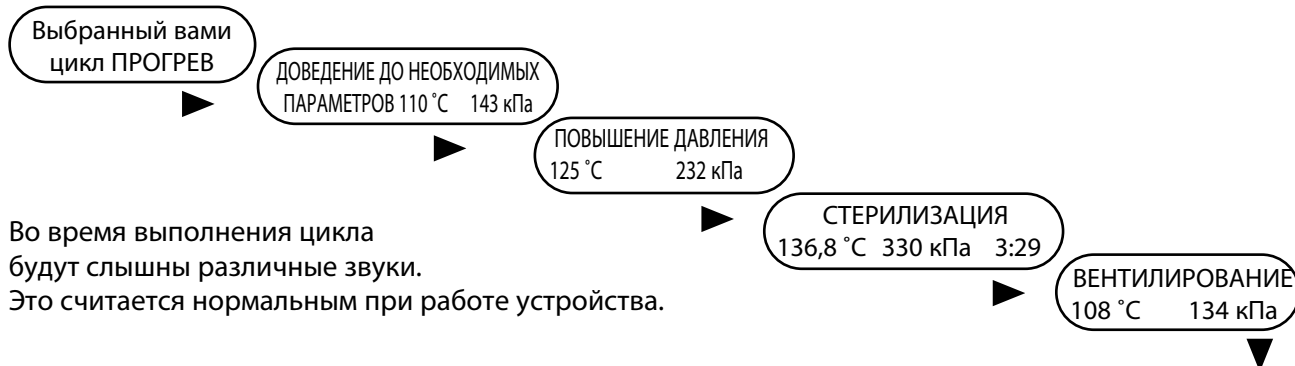 Выбранный вами
цикл ПРОГРЕВ
ДОВЕДЕНИЕ ДО НЕОБХОДИМЫХ
ПАРАМЕТРОВ 110 ˚C 143 кПа
ПОВЫШЕНИЕ ДАВЛЕНИЯ
125 ˚C 232 кПа
СТЕРИЛИЗАЦИЯ
136,8 ˚C 330 кПа 3:29
ВЕНТИЛИРОВАНИЕ
108 ˚C 134 кПа
Во время выполнения цикла
будут слышны различные звуки.
Это считается нормальным при работе устройства.